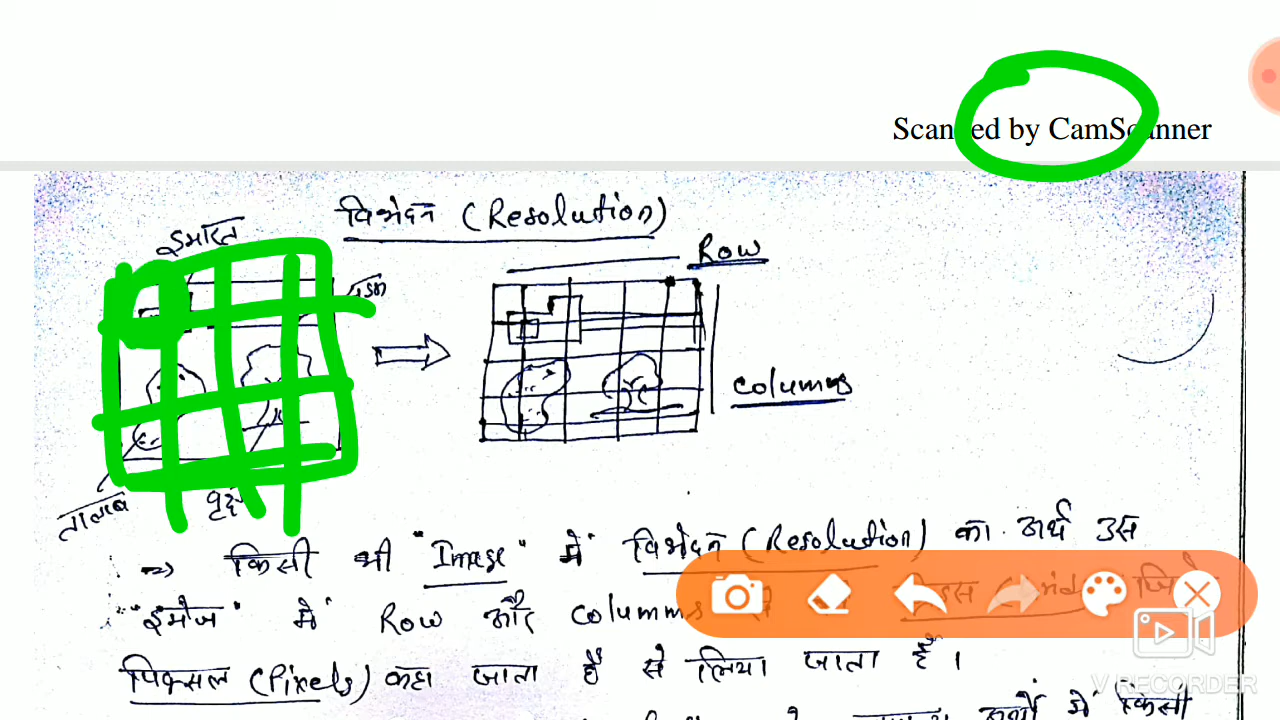 Scanned by CamScanner
विभेदन (Resolution)
इमारत
Row
Columns
तालाब
वृक्ष
=> किसी भी "Image" में विभेदन (Resolution) का अर्थ उस
"इमेज" में Row और Columns
पिक्सल (Pixels) कहा जाता है से लिया जाता है।
में किसी
V RECORDER